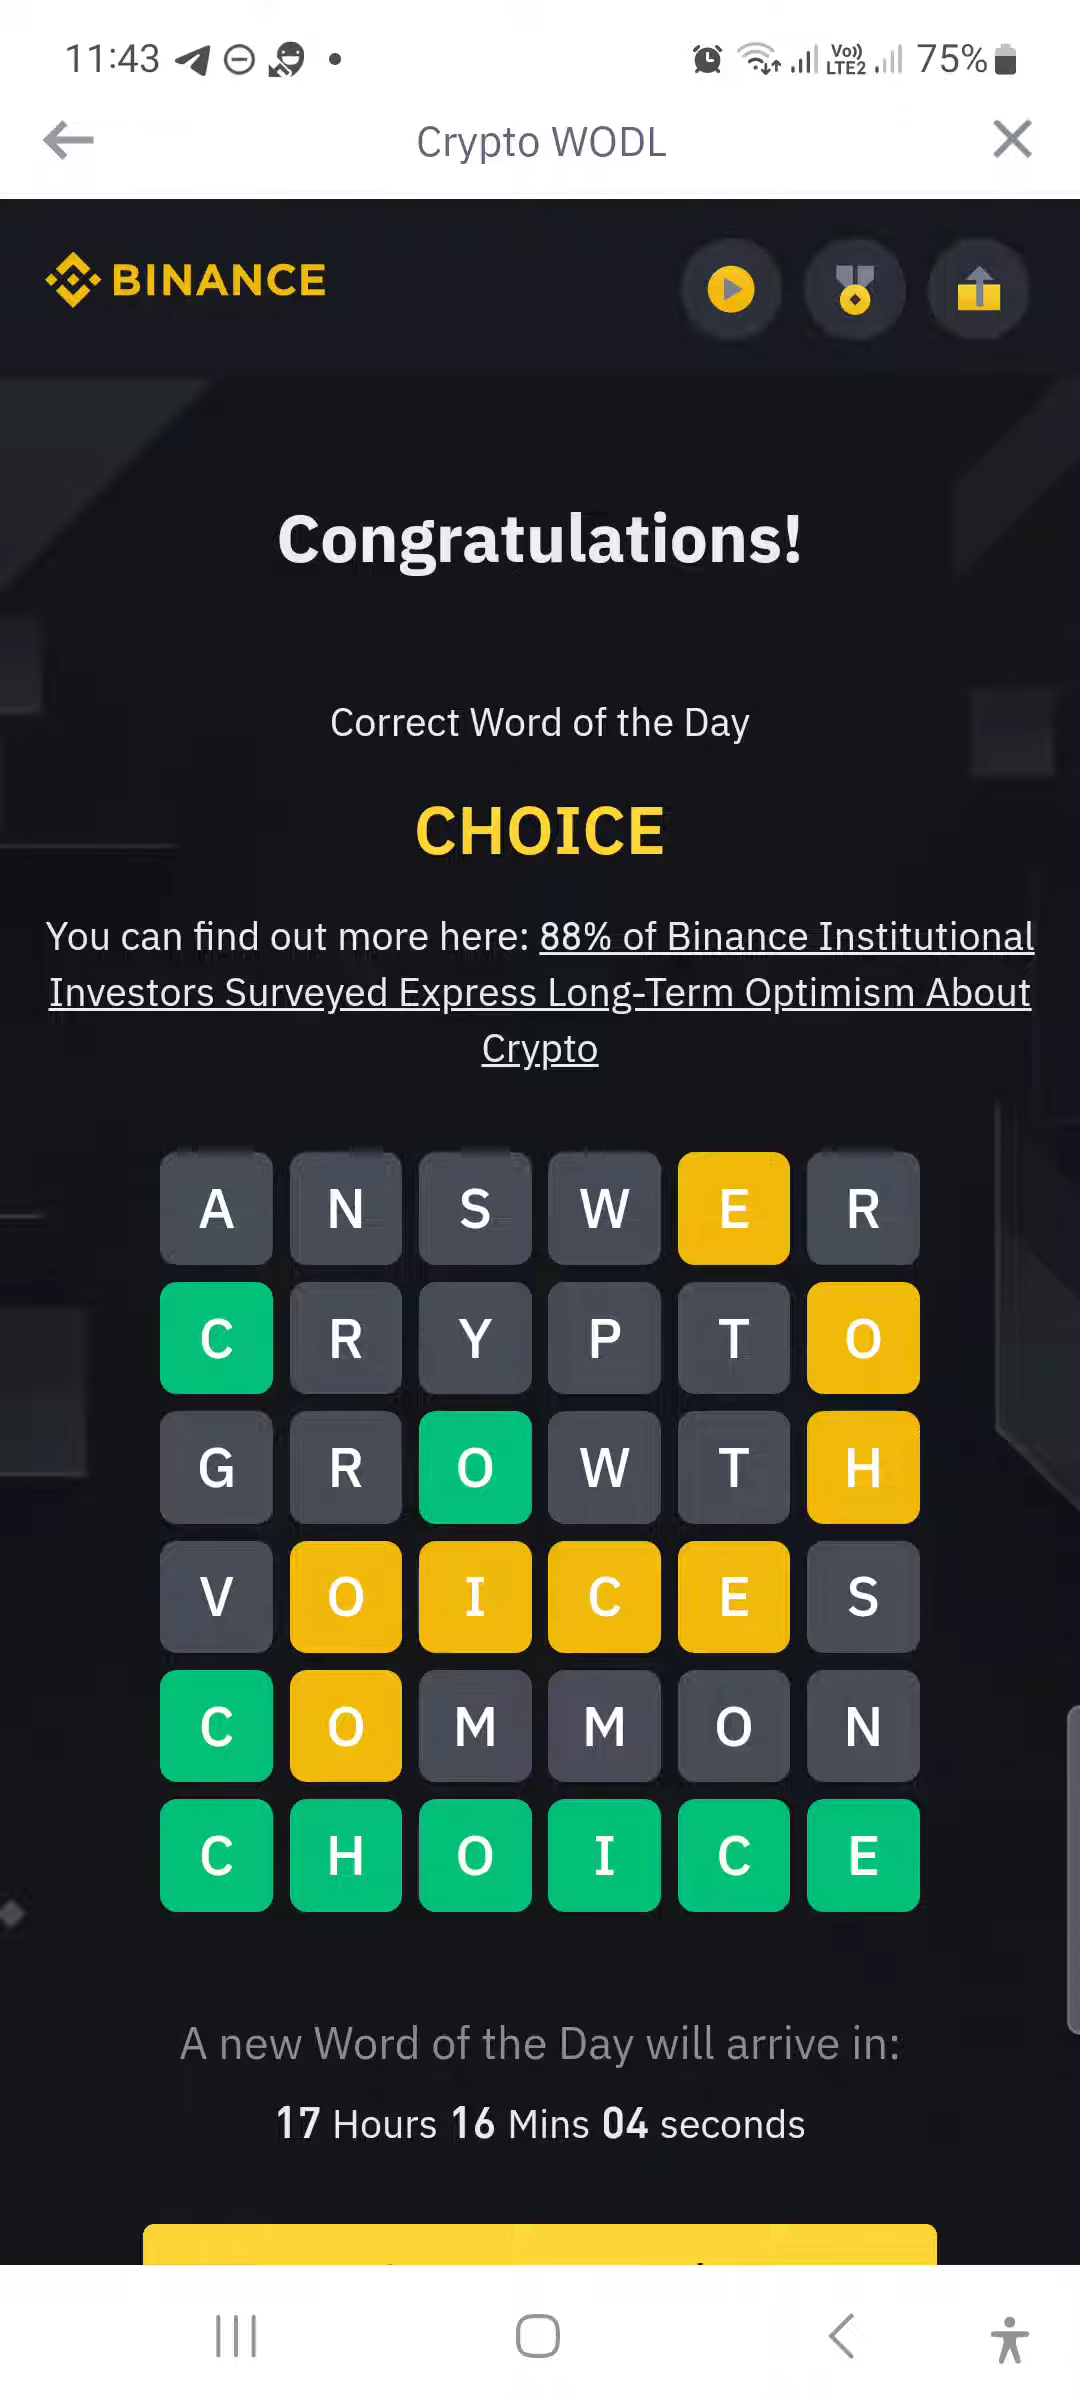 11:43
Vo)) LTE2 75%
Crypto WODL
BINANCE
Congratulations!
Correct Word of the Day
CHOICE
You can find out more here: 88% of Binance Institutional
Investors Surveyed Express Long-Term Optimism About
Crypto
A N S W E R
C R Y P T O
G R O W T H
V O I C E S
C O M M O N
C H O I C E
A new Word of the Day will arrive in:
17 Hours 16 Mins 04 seconds